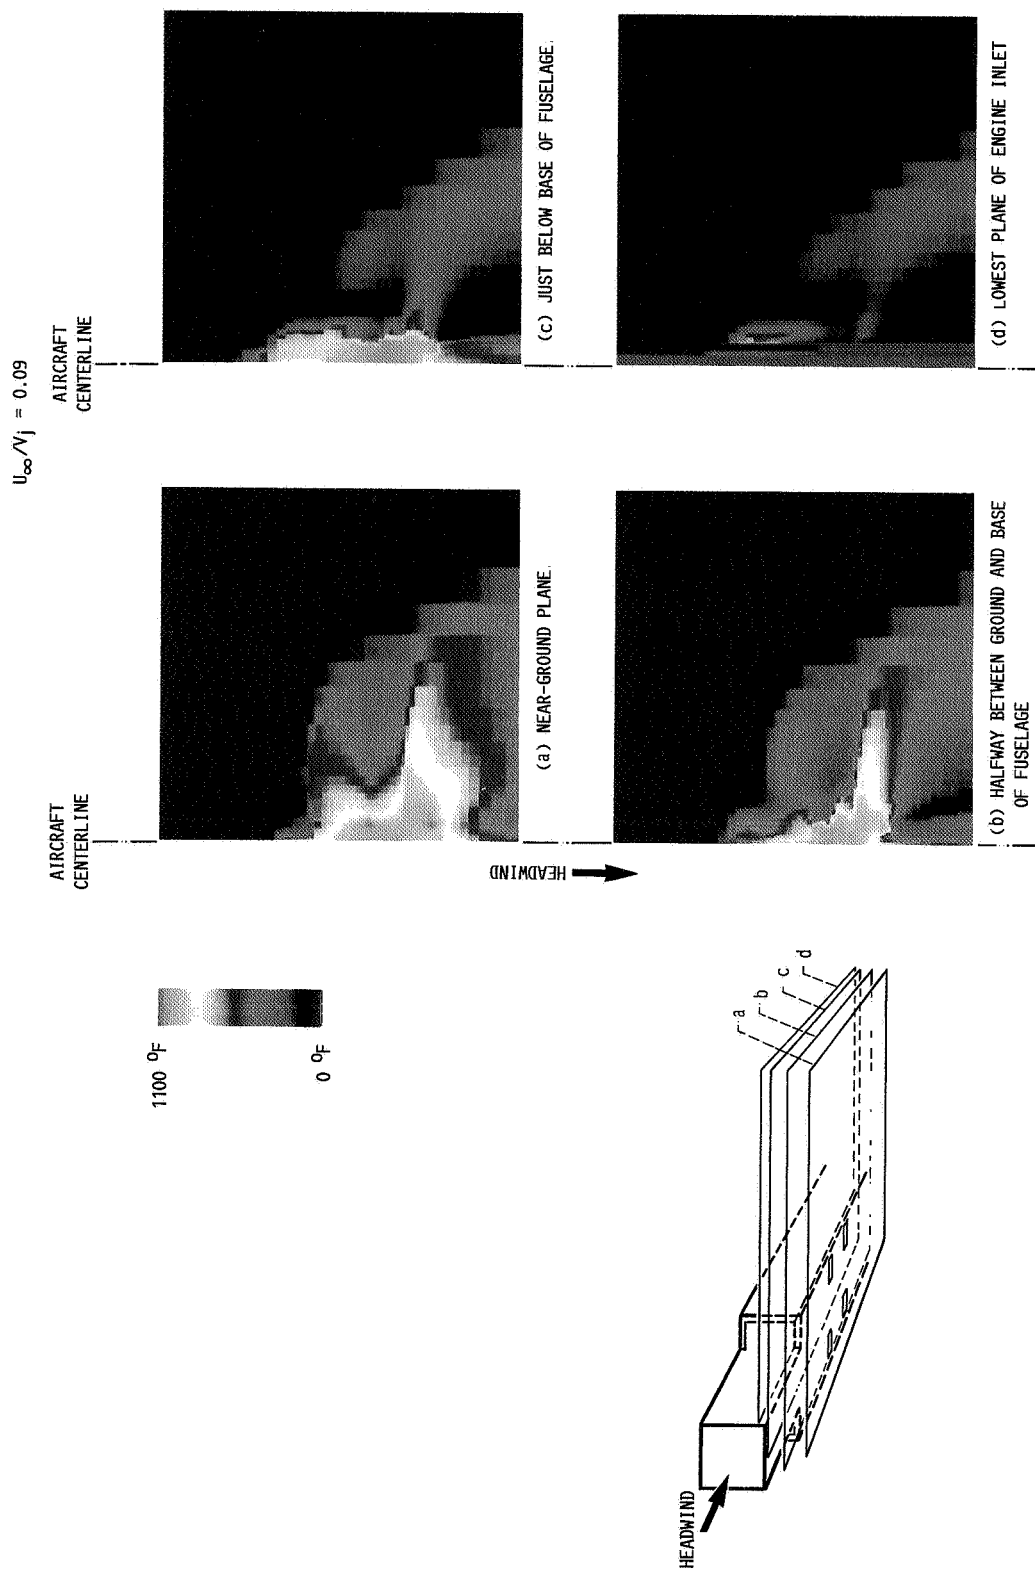 U∞/Vj = 0.09
AIRCRAFT
CENTERLINE
AIRCRAFT
CENTERLINE
1100 °F
0 °F
HEADWIND
(a) NEAR-GROUND PLANE.
(c) JUST BELOW BASE OF FUSELAGE.
(b) HALFWAY BETWEEN GROUND AND BASE
OF FUSELAGE
(d) LOWEST PLANE OF ENGINE INLET
HEADWIND
a
b
c
d